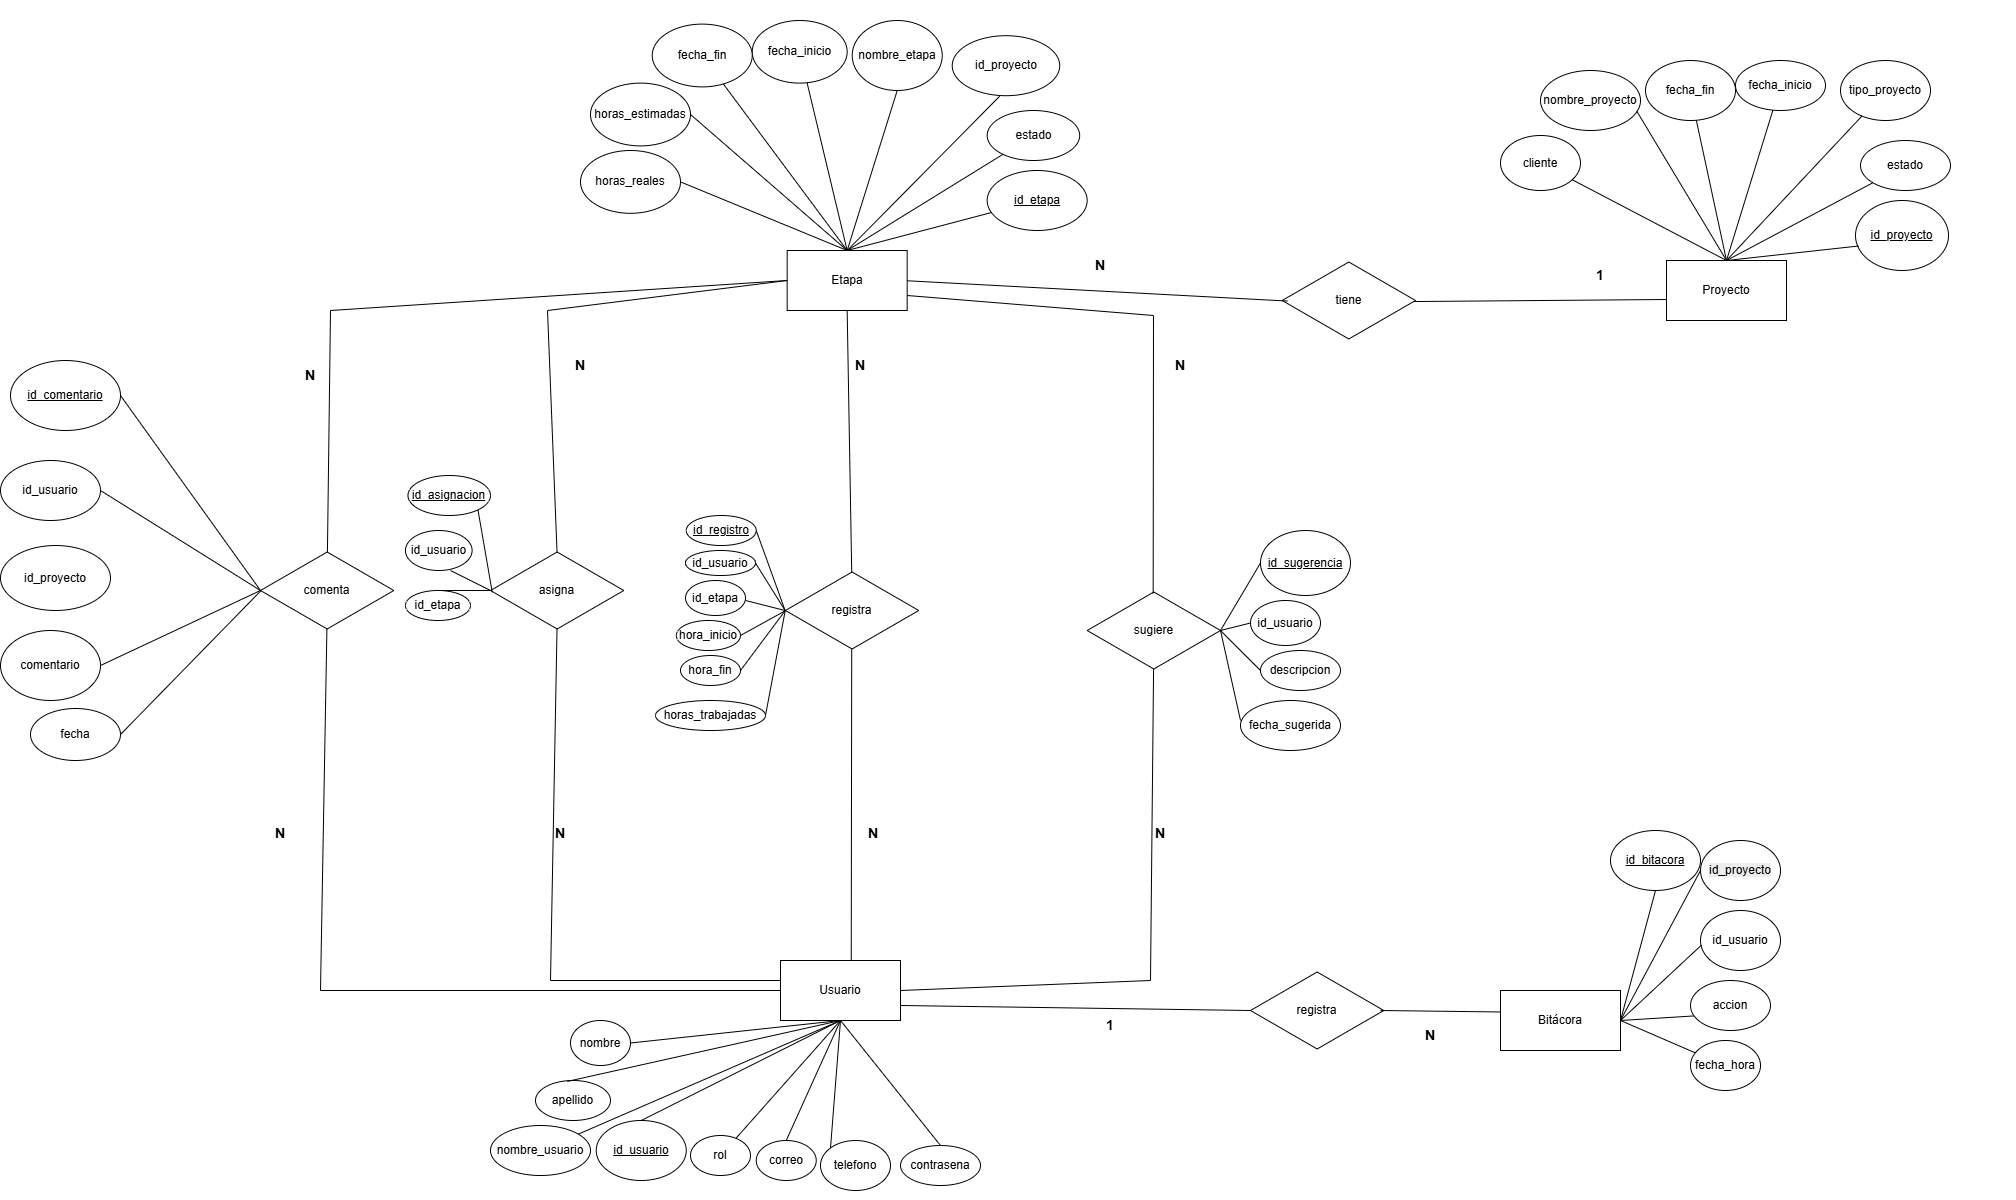 fecha_fin
fecha_inicio
nombre_etapa
id_proyecto
horas_estimadas
estado
horas_reales
id_etapa
nombre_proyecto
fecha_fin
fecha_inicio
tipo_proyecto
cliente
estado
id_proyecto
Etapa
N
tiene
1
Proyecto
N
N
N
N
id_comentario
id_usuario
id_proyecto
comentario
fecha
comenta
id_asignacion
id_usuario
id_etapa
asigna
id_registro
id_usuario
id_etapa
hora_inicio
hora_fin
horas_trabajadas
registra
sugiere
id_sugerencia
id_usuario
descripcion
fecha_sugerida
N
N
N
N
Usuario
1
registra
N
Bitácora
id_bitacora
id_proyecto
id_usuario
accion
fecha_hora
nombre
apellido
nombre_usuario
id_usuario
rol
correo
telefono
contrasena